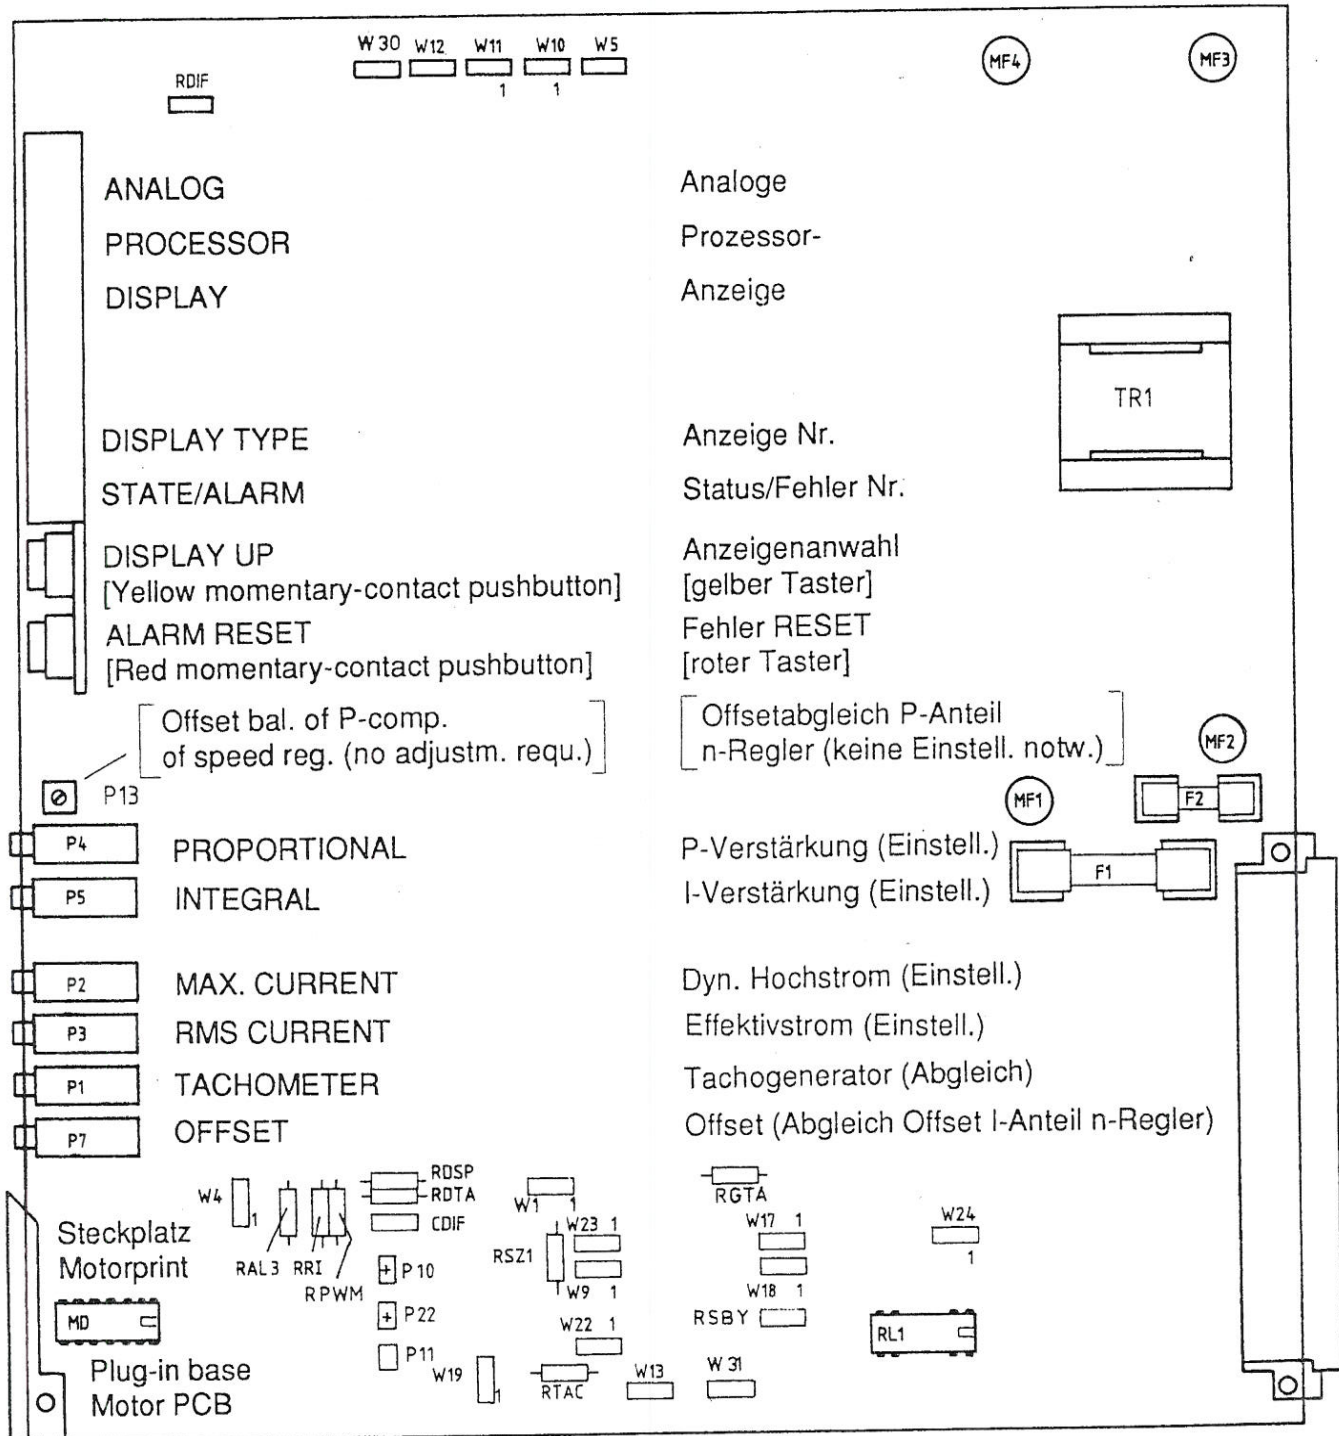 W30 W12 W11 W10 W5
1 1
RDIF
MF4 MF3
ANALOG
Analoge
PROCESSOR
Prozessor-
DISPLAY
Anzeige
TR1
DISPLAY TYPE
Anzeige Nr.
STATE/ALARM
Status/Fehler Nr.
DISPLAY UP
Anzeigenanwahl
[Yellow momentary-contact pushbutton]
[gelber Taster]
ALARM RESET
Fehler RESET
[Red momentary-contact pushbutton]
[roter Taster]
[Offset bal. of P-comp.
of speed reg. (no adjustm. requ.)]
[Offsetabgleich P-Anteil
n-Regler (keine Einstell. notw.)]
MF2
P13
MF1
F2
P4 PROPORTIONAL
P-Verstärkung (Einstell.)
F1
P5 INTEGRAL
I-Verstärkung (Einstell.)
P2 MAX. CURRENT
Dyn. Hochstrom (Einstell.)
P3 RMS CURRENT
Effektivstrom (Einstell.)
P1 TACHOMETER
Tachogenerator (Abgleich)
P7 OFFSET
Offset (Abgleich Offset I-Anteil n-Regler)
W4 1
RDSP
RDTA
CDIF
W1 1
RGTA
Steckplatz
Motorprint
RAL3 RRI
RPWM
RSZ1
W23 1
W9 1
W17 1
W18 1
W24
1
P10
P22
P11
MD
W22 1
RSBY
RL1
Plug-in base
Motor PCB
W19 1
RTAC
W13
W31